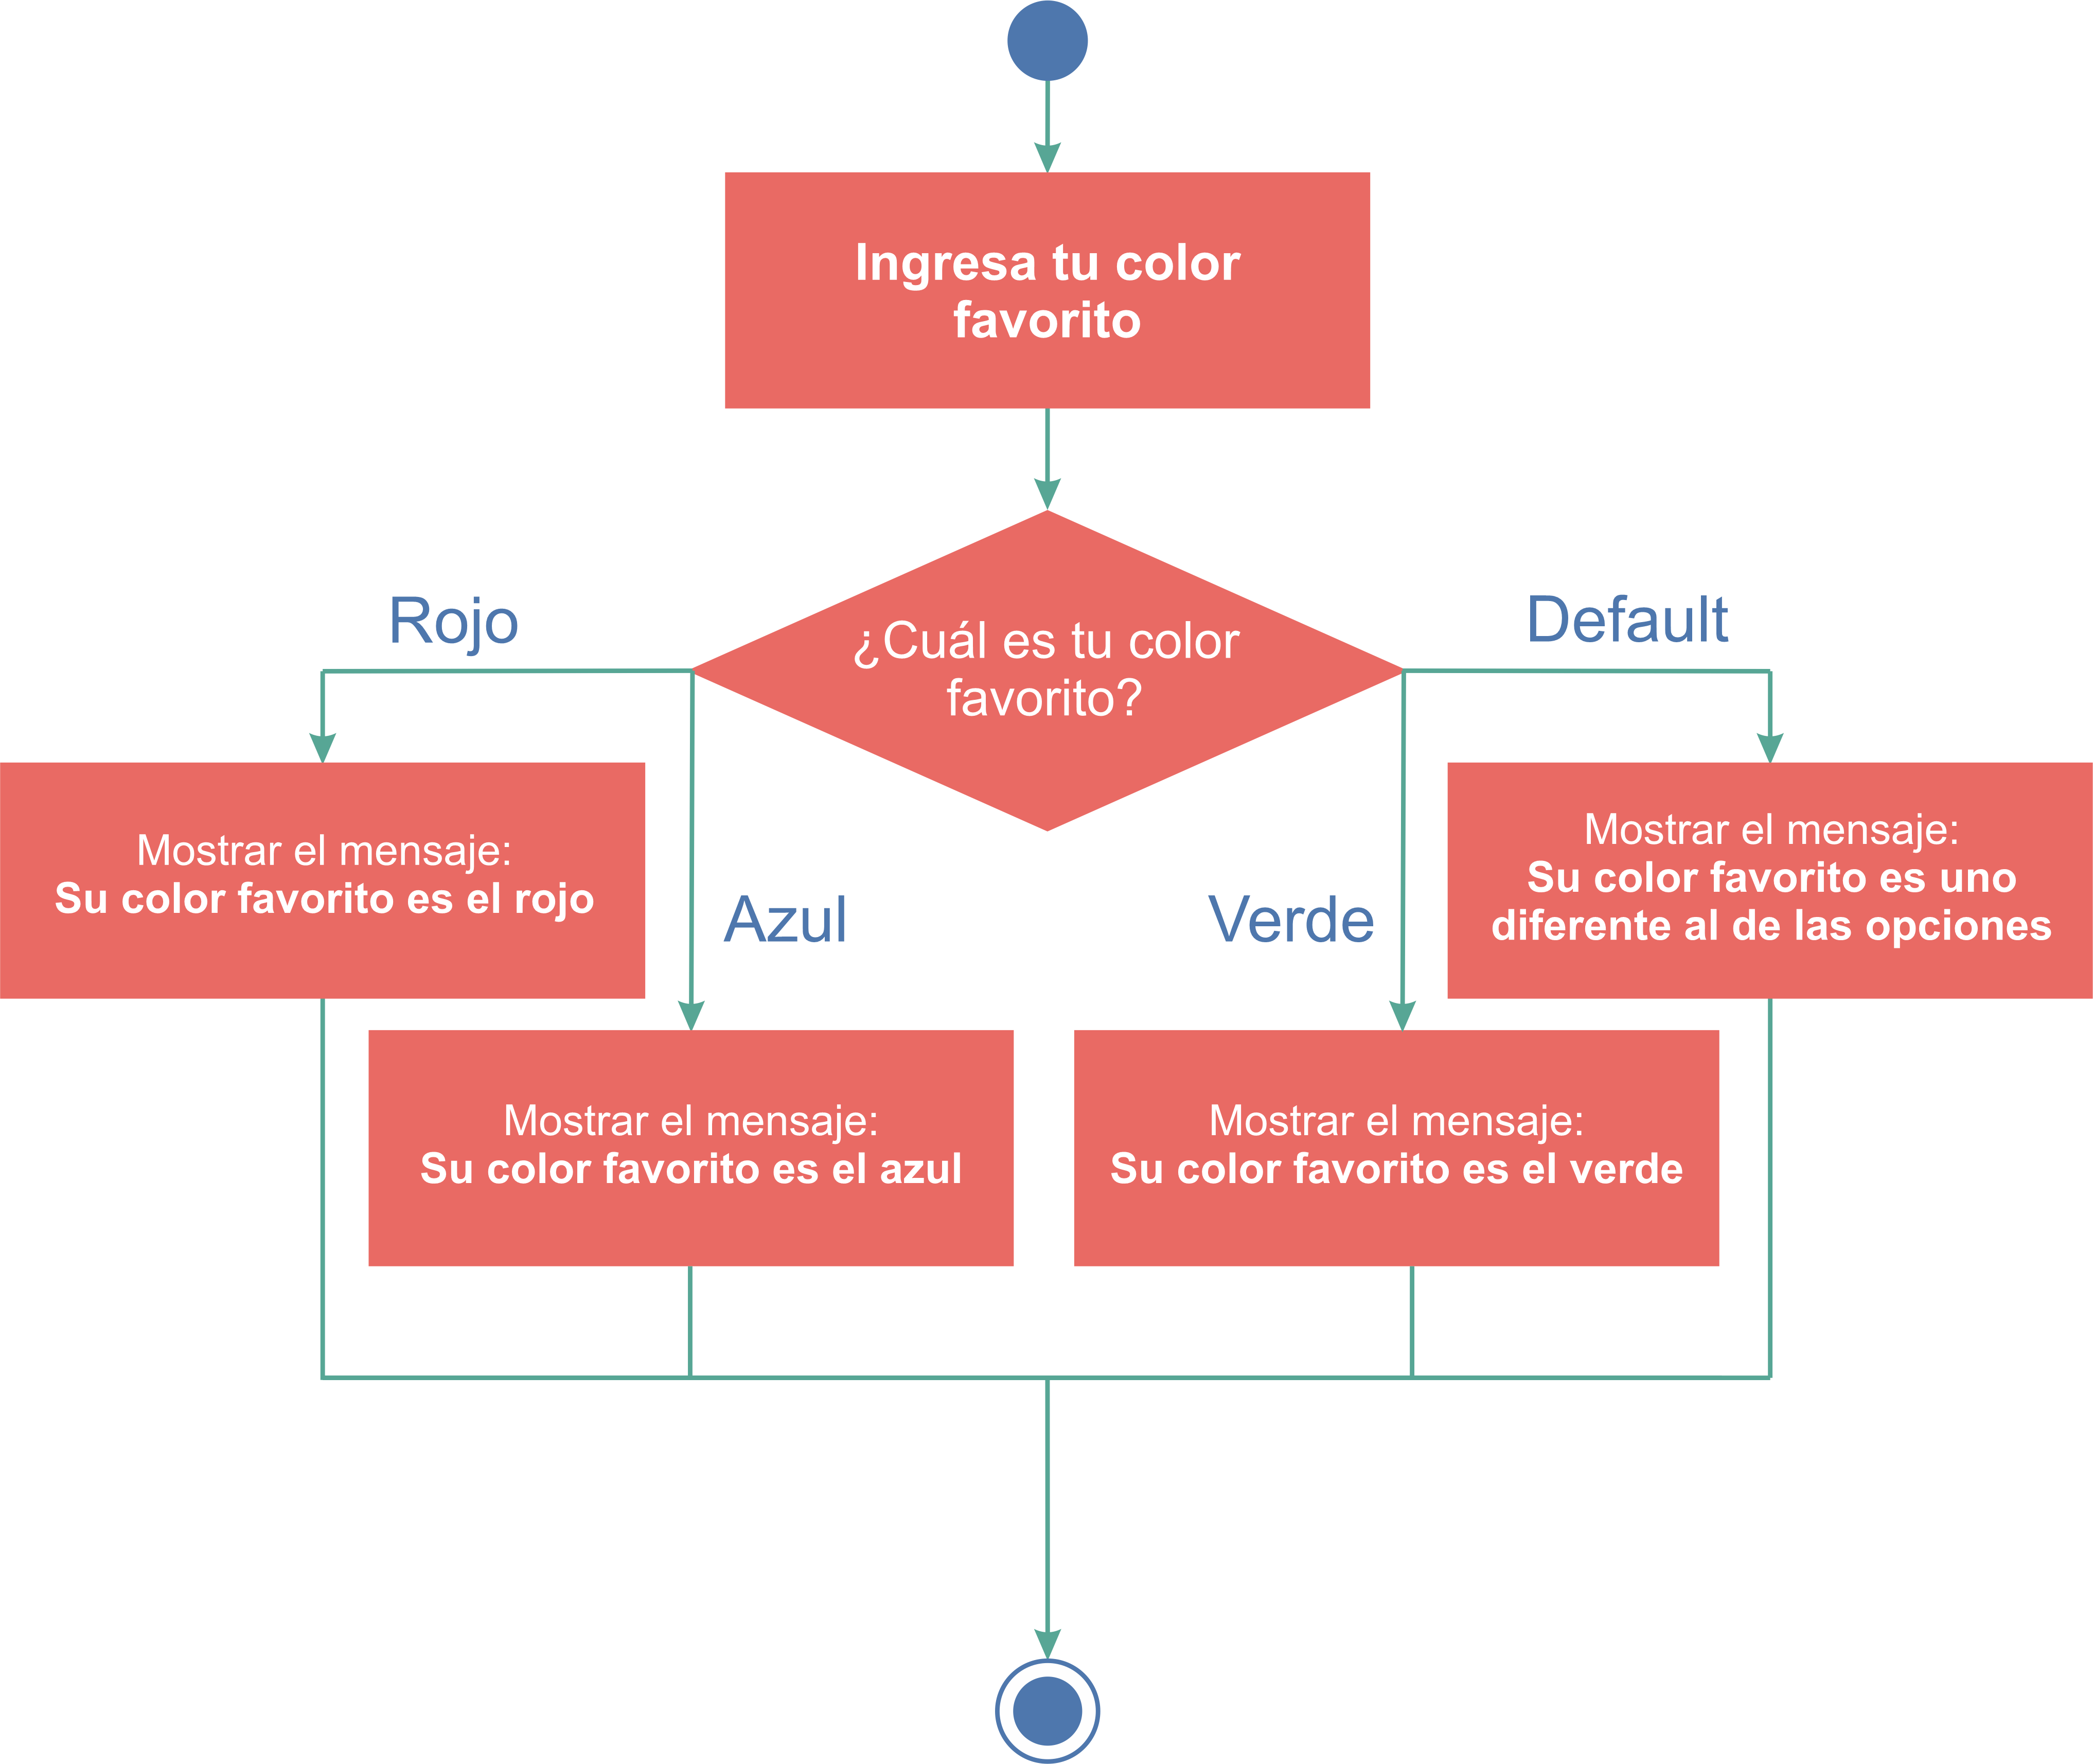 Ingresa tu color
favorito
¿Cuál es tu color
favorito?
Rojo
Default
Mostrar el mensaje:
Su color favorito es el rojo
Azul
Verde
Mostrar el mensaje:
Su color favorito es uno
diferente al de las opciones
Mostrar el mensaje:
Su color favorito es el azul
Mostrar el mensaje:
Su color favorito es el verde